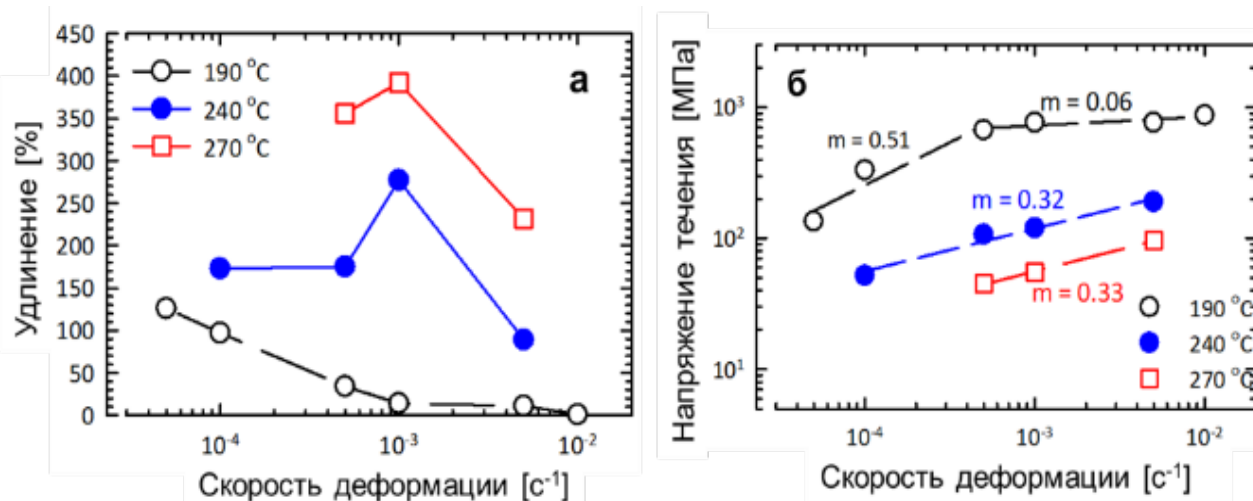 Удлинение [%]
450
400
350
300
250
200
150
100
50
0
190 °C
240 °C
270 °C
а
10⁻⁴
10⁻³
10⁻²
Скорость деформации [с⁻¹]
Напряжение течения [МПа]
10³
10²
10¹
б
m = 0.06
m = 0.51
m = 0.32
m = 0.33
190 °C
240 °C
270 °C
10⁻⁴
10⁻³
10⁻²
Скорость деформации [с⁻¹]